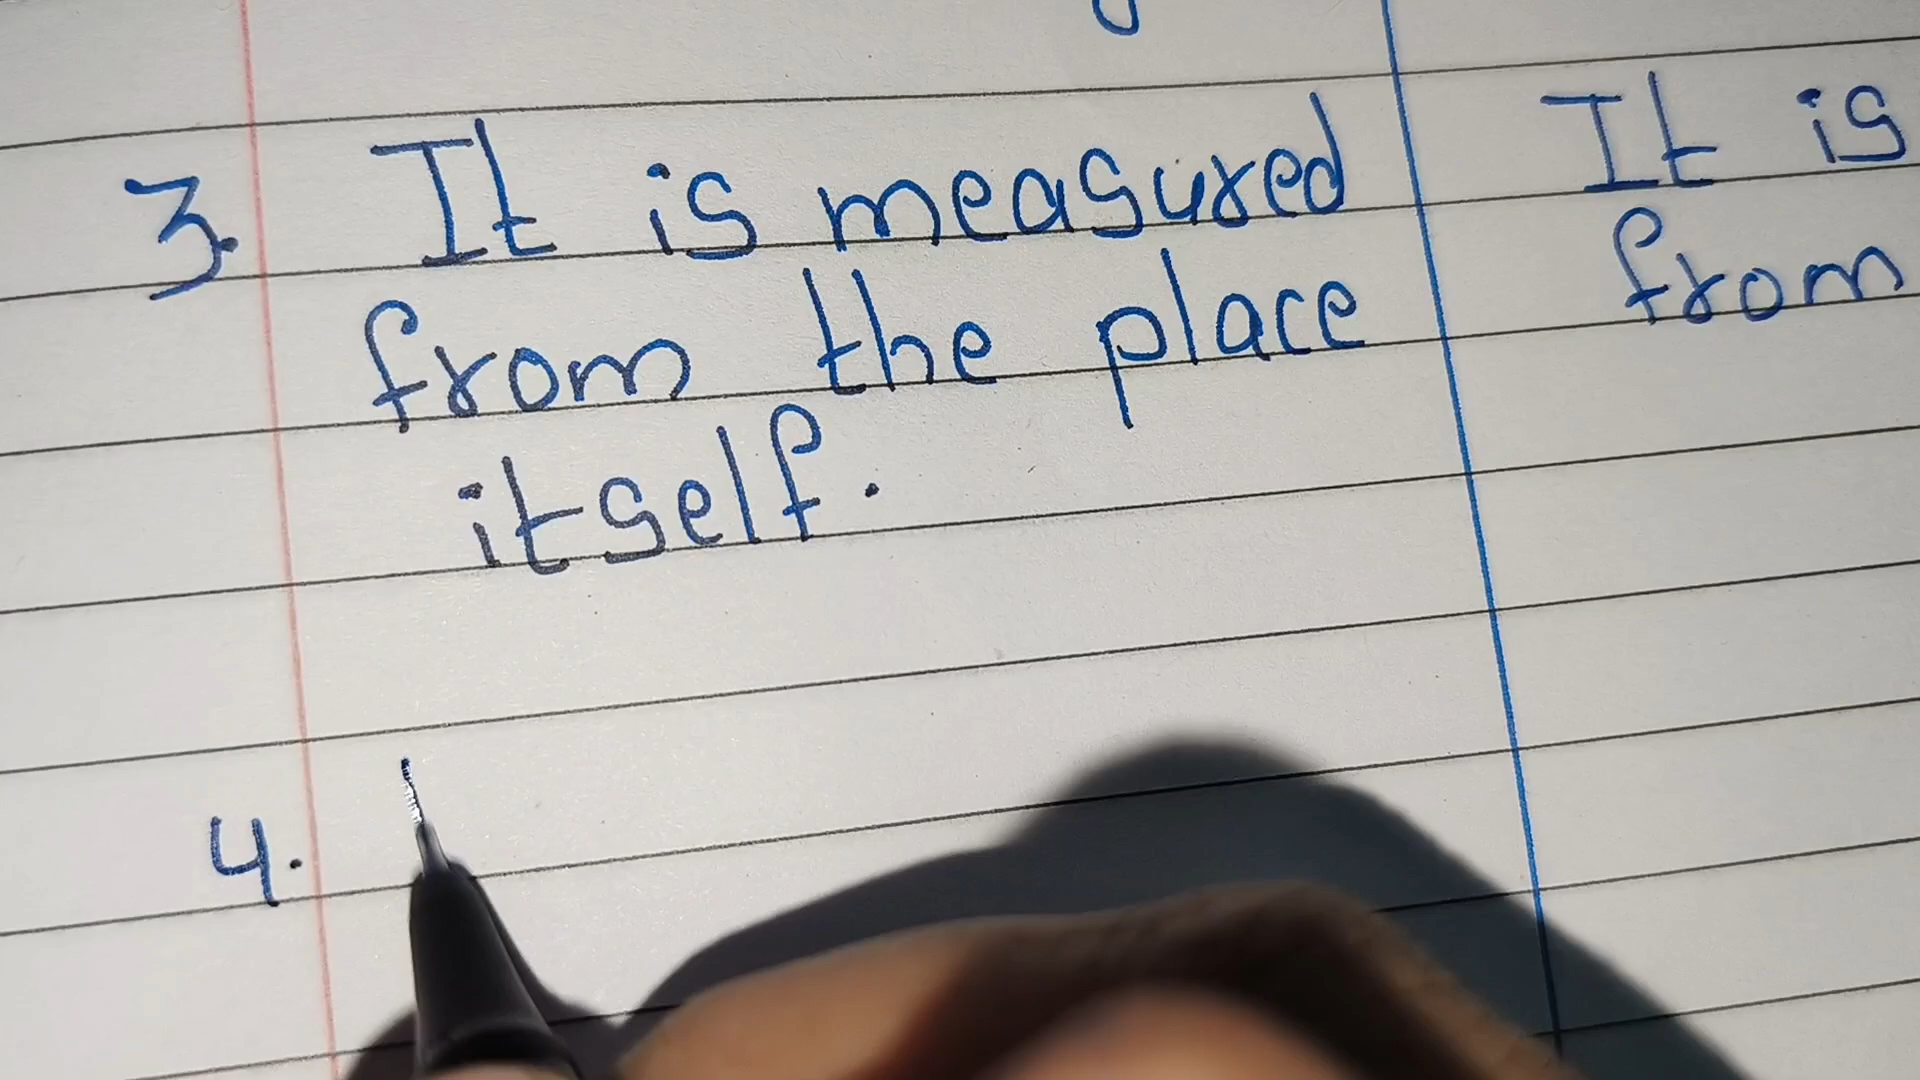 3. It is measured
from the place
itself.
It is
from
4.